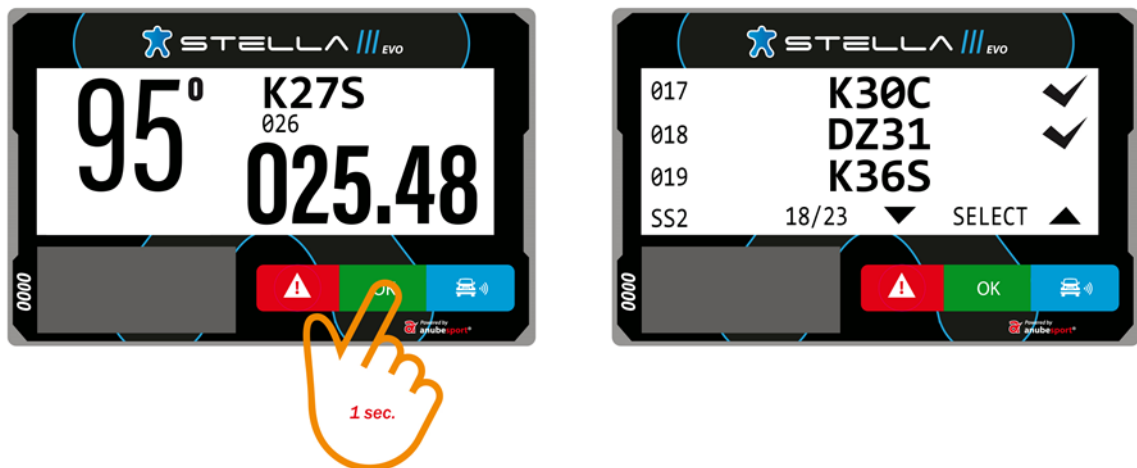 STELLA III EVO
95º
K27S
026
025.48
0000
OK
Powered by
anubesport®
1 sec.
STELLA III EVO
017 K30C
018 DZ31
019 K36S
SS2 18/23 SELECT
0000
OK
Powered by
anubesport®